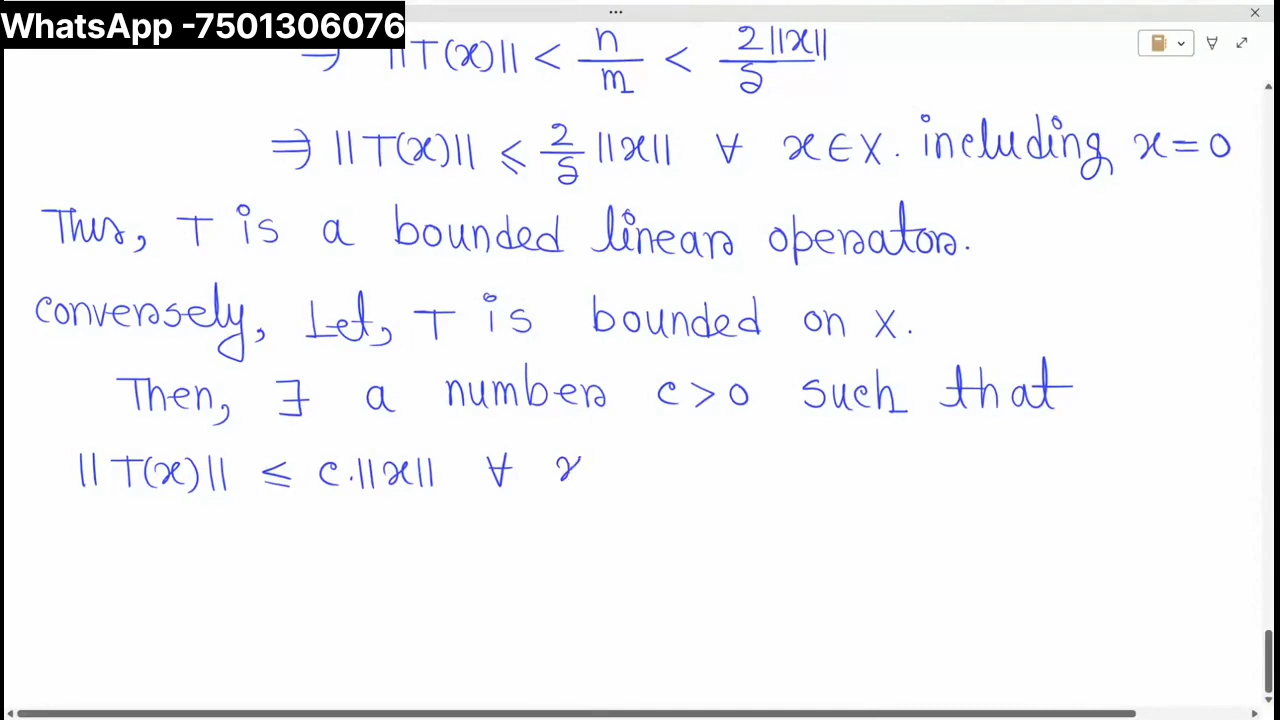 WhatsApp -7501306076
⇒ ||T(x)|| < n/m < 2||x||/δ
⇒ ||T(x)|| ≤ 2/δ ||x|| ∀ x∈X. including x=0
Thus, T is a bounded linear operator.
conversely, Let, T is bounded on X.
Then, ∃ a number c>0 such that
||T(x)|| ≤ c.||x|| ∀ x